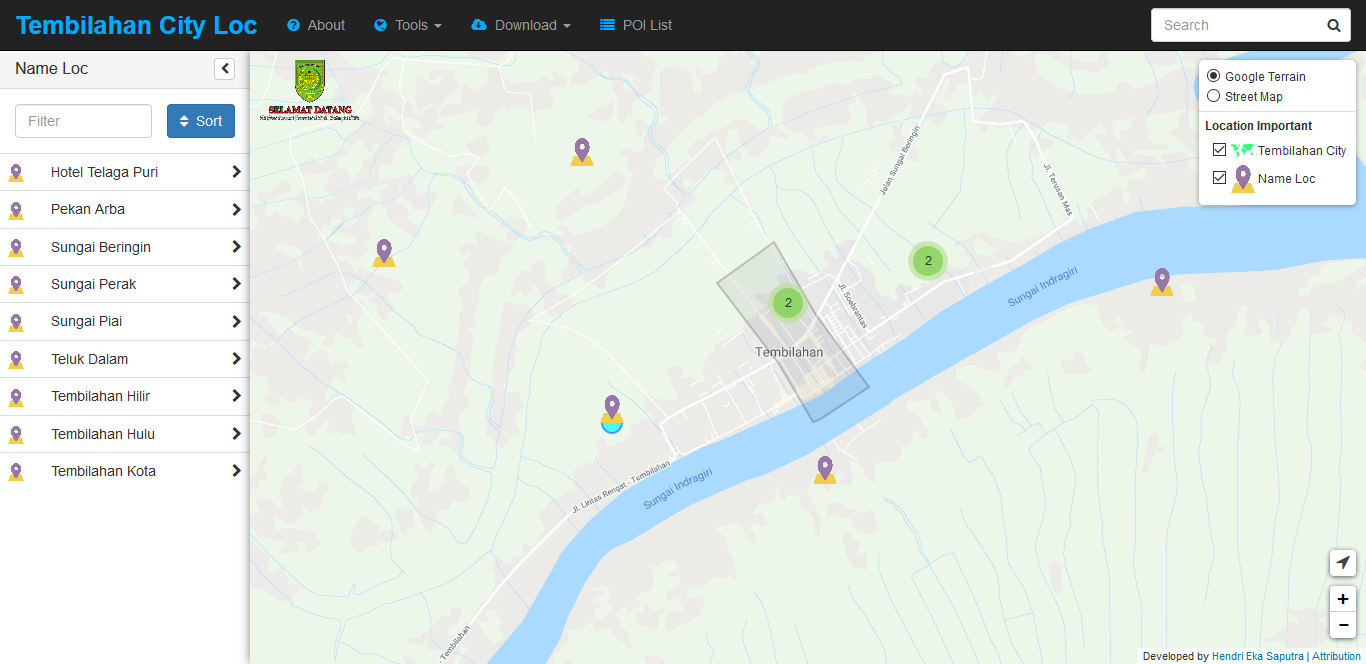 Tembilahan City Loc
About
Tools
Download
POI List
Search
Name Loc
Filter
Sort
Hotel Telaga Puri
Pekan Arba
Sungai Beringin
Sungai Perak
Sungai Piai
Teluk Dalam
Tembilahan Hilir
Tembilahan Hulu
Tembilahan Kota
SELAMAT DATANG
Google Terrain
Street Map
Location Important
Tembilahan City
Name Loc
Jalan Sungai Beringin
Jl. Terusan Mas
2
2
Sungai Indragiri
Jl. Soebrantas
Tembilahan
Jl. Lintas Rengat - Tembilahan
Sungai Indragiri
Tembilahan
+
−
Developed by Hendri Eka Saputra | Attribution